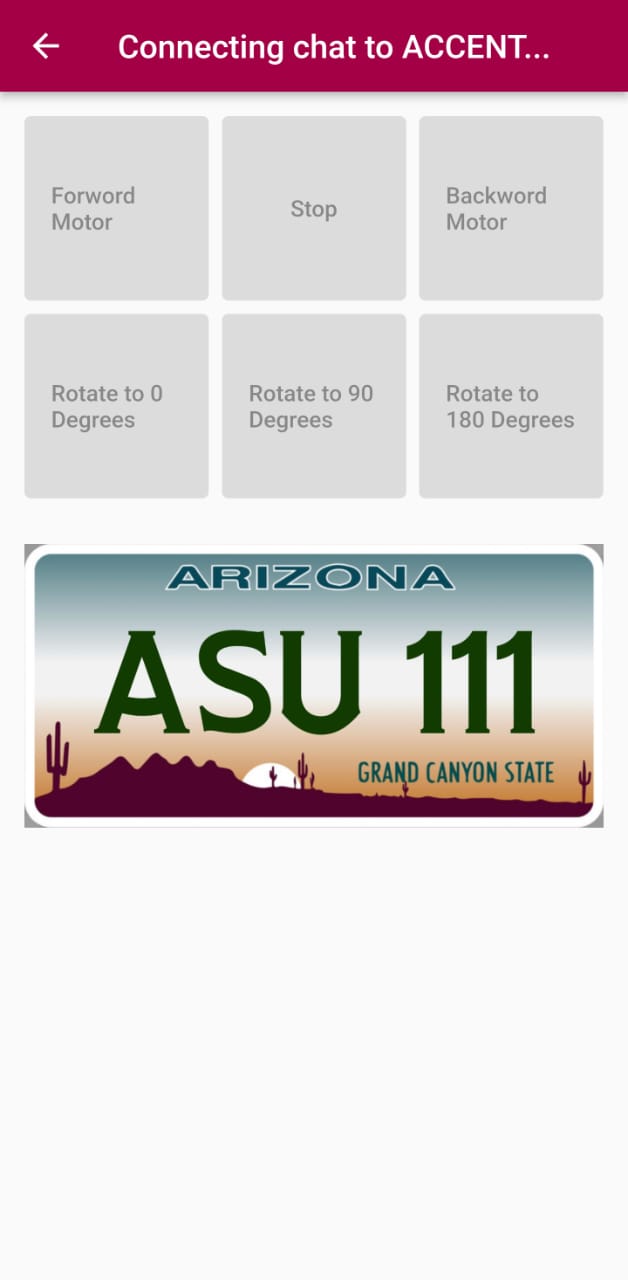 Connecting chat to ACCENT...
Forword
Motor
Stop
Backword
Motor
Rotate to 0
Degrees
Rotate to 90
Degrees
Rotate to
180 Degrees
ARIZONA
ASU 111
GRAND CANYON STATE